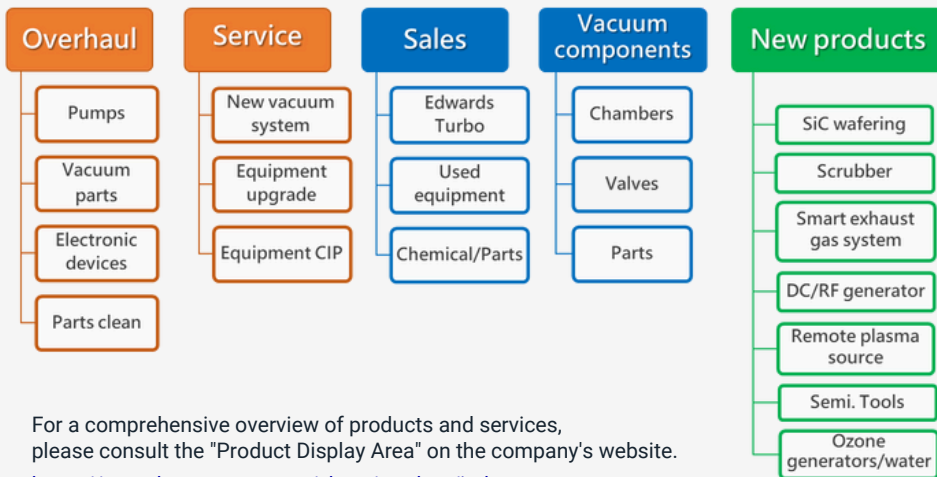 Overhaul
Pumps
Vacuum
parts
Electronic
devices
Parts clean
Service
New vacuum
system
Equipment
upgrade
Equipment CIP
Sales
Edwards
Turbo
Used
equipment
Chemical/Parts
Vacuum
components
Chambers
Valves
Parts
New products
SiC wafering
Scrubber
Smart exhaust
gas system
DC/RF generator
Remote plasma
source
Semi. Tools
Ozone
generators/water
For a comprehensive overview of products and services,
please consult the "Product Display Area" on the company's website.